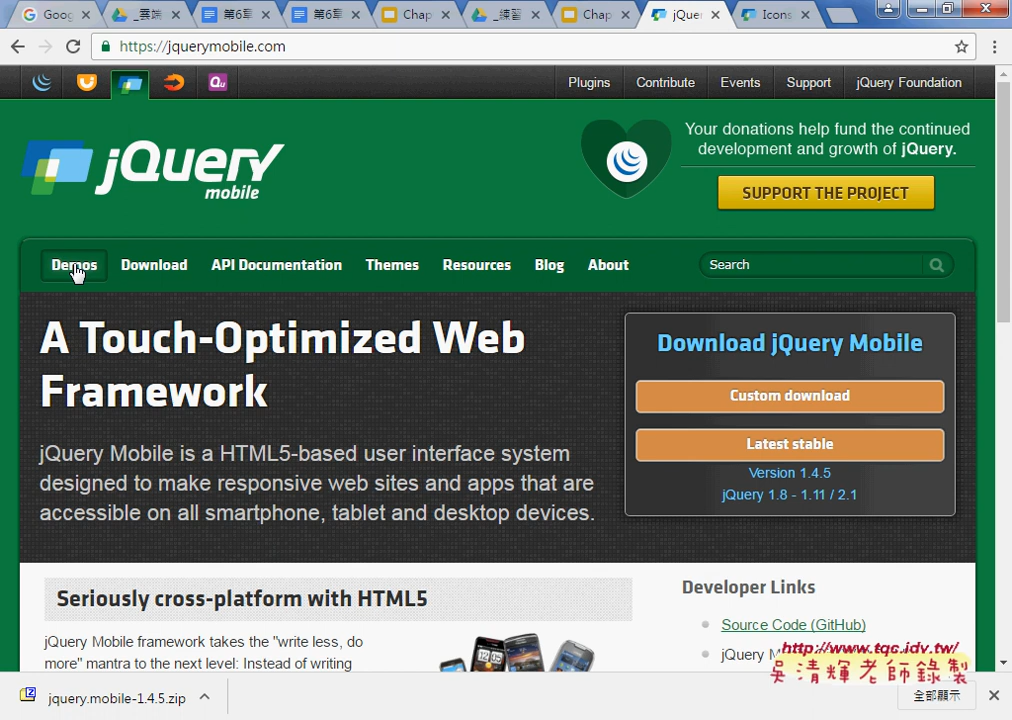 Goog
_雲端
第6章
第6章
Chap
_練習
Chap
jQue
Icons
https://jquerymobile.com
Qu
Plugins
Contribute
Events
Support
jQuery Foundation
jQuery
mobile
Your donations help fund the continued
development and growth of jQuery.
SUPPORT THE PROJECT
Demos
Download
API Documentation
Themes
Resources
Blog
About
Search
A Touch-Optimized Web
Framework
jQuery Mobile is a HTML5-based user interface system
designed to make responsive web sites and apps that are
accessible on all smartphone, tablet and desktop devices.
Download jQuery Mobile
Custom download
Latest stable
Version 1.4.5
jQuery 1.8 - 1.11 / 2.1
Seriously cross-platform with HTML5
jQuery Mobile framework takes the "write less, do
more" mantra to the next level: Instead of writing
Developer Links
Source Code (GitHub)
jQuery M
http://www.tqc.idv.tw/
吳清輝老師錄製
jquery.mobile-1.4.5.zip
全部顯示